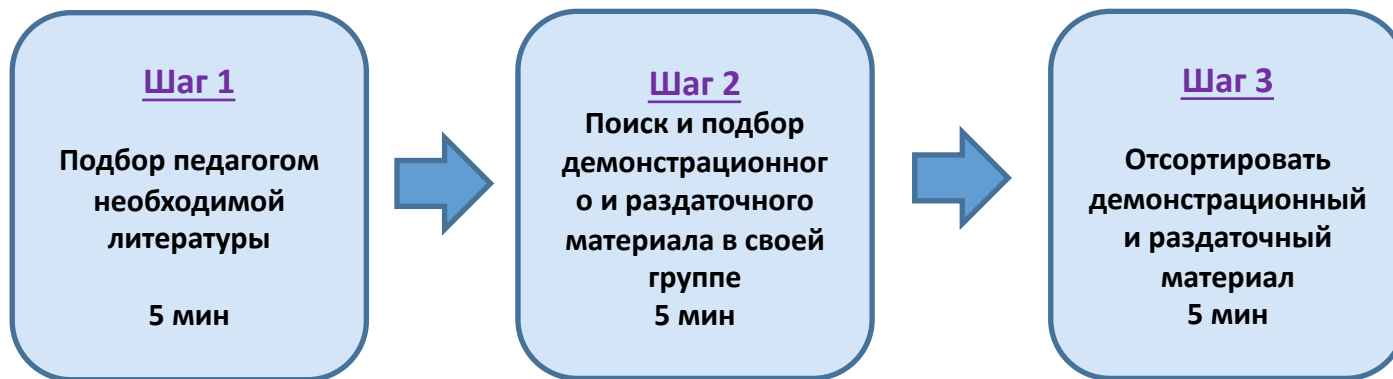 Шаг 1
Подбор педагогом
необходимой
литературы
5 мин
Шаг 2
Поиск и подбор
демонстрационног
о и раздаточного
материала в своей
группе
5 мин
Шаг 3
Отсортировать
демонстрационный
и раздаточный
материал
5 мин